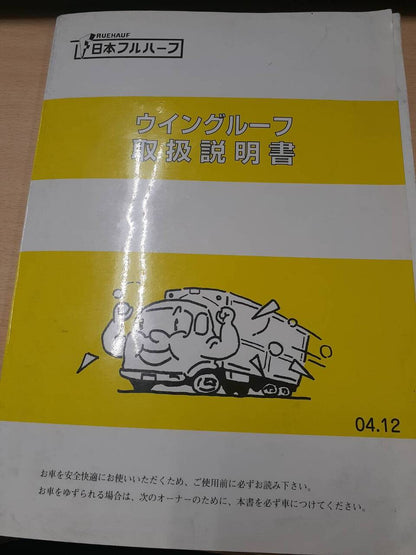 FRUEHAUF
日本フルハーフ
ウイングルーフ
取扱説明書
04.12
お車を安全快適にお使いいただくため、ご使用前に必ずお読み下さい。
お車をゆずられる場合は、次のオーナーのために、本書を必ず車につけてください。